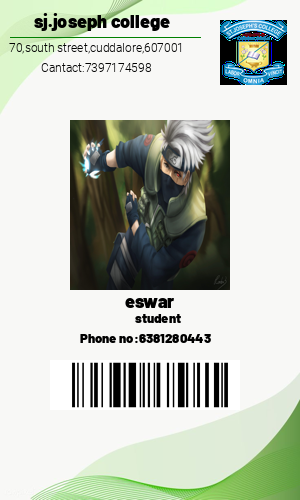 sj.joseph college
70,south street,cuddalore,607001
Cantact:7397174598
ST.JOSEPH'S COLLEGE
LABOR VINCIT
OMNIA
eswar
student
Phone no:6381280443